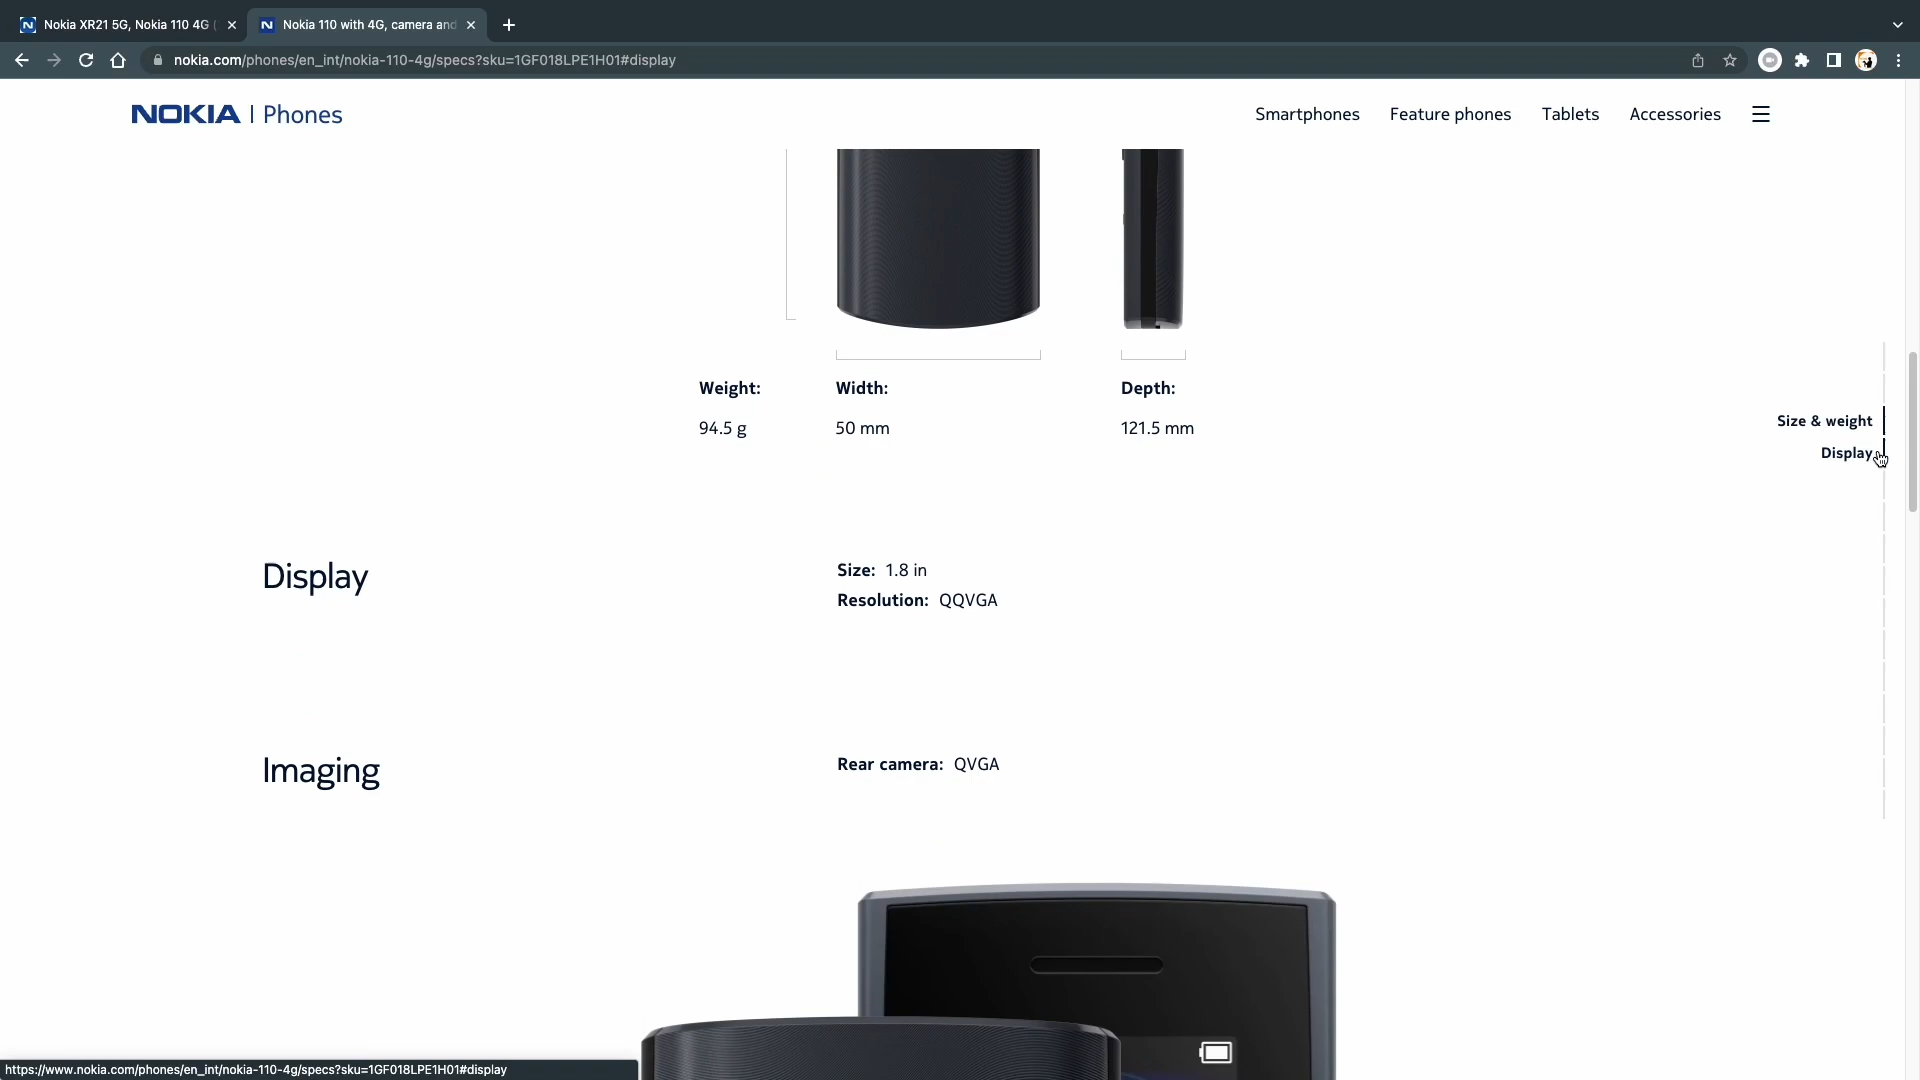 Nokia XR21 5G, Nokia 110 4G (
Nokia 110 with 4G, camera and
nokia.com/phones/en_int/nokia-110-4g/specs?sku=1GF018LPE1H01#display
NOKIA | Phones
Smartphones
Feature phones
Tablets
Accessories
Weight:
Width:
Depth:
94.5 g
50 mm
121.5 mm
Size & weight
Display
Display
Size: 1.8 in
Resolution: QQVGA
Imaging
Rear camera: QVGA
https://www.nokia.com/phones/en_int/nokia-110-4g/specs?sku=1GF018LPE1H01#display